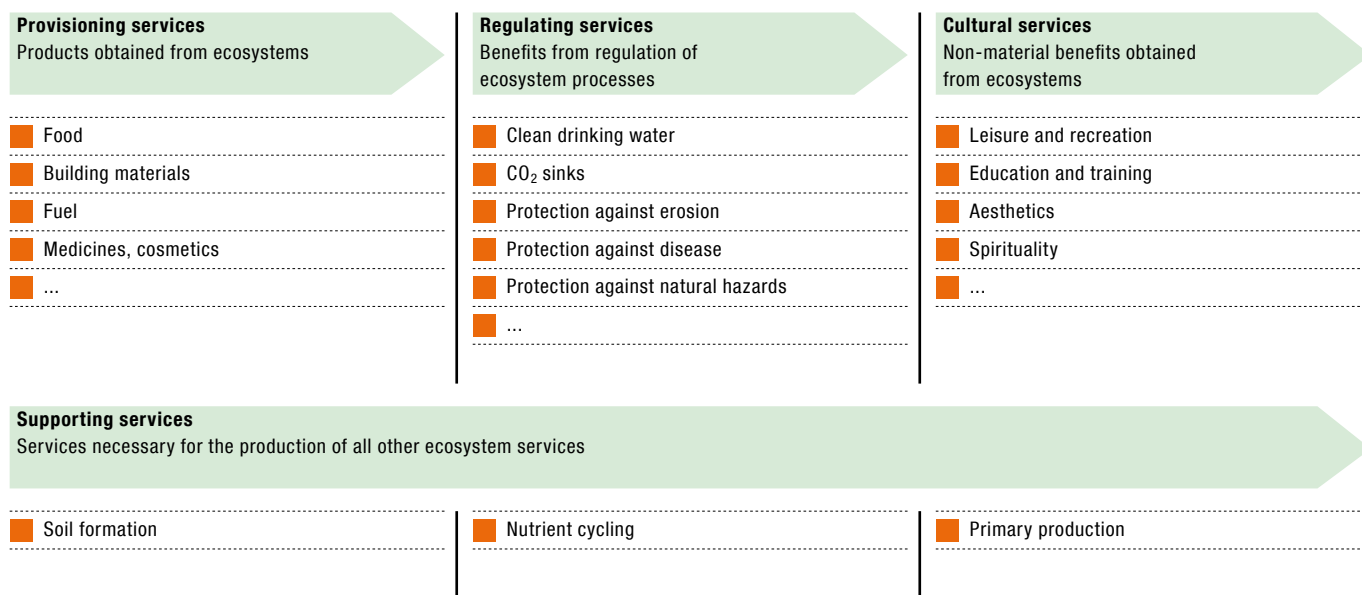 Provisioning services
Products obtained from ecosystems
Food
Building materials
Fuel
Medicines, cosmetics
...
Regulating services
Benefits from regulation of
ecosystem processes
Clean drinking water
CO₂ sinks
Protection against erosion
Protection against disease
Protection against natural hazards
...
Cultural services
Non-material benefits obtained
from ecosystems
Leisure and recreation
Education and training
Aesthetics
Spirituality
...
Supporting services
Services necessary for the production of all other ecosystem services
Soil formation
Nutrient cycling
Primary production